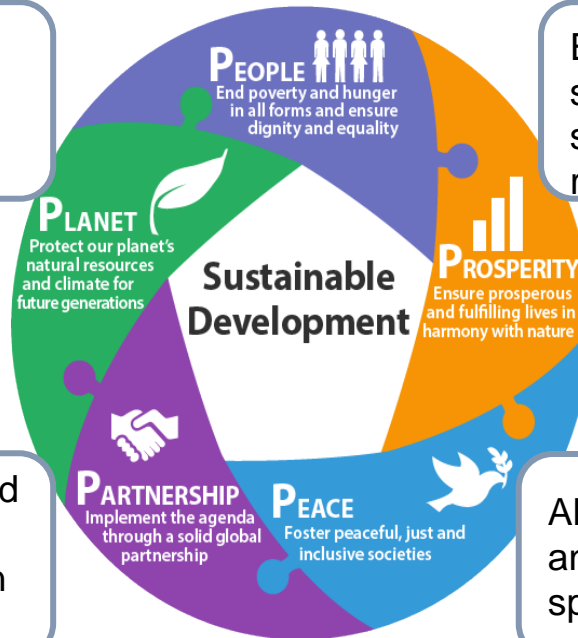 PEOPLE
End poverty and hunger
in all forms and ensure
dignity and equality
PLANET
Protect our planet's
natural resources
and climate for
future generations
Sustainable
Development
PROSPERITY
Ensure prosperous
and fulfilling lives in
harmony with nature
PARTNERSHIP
Implement the agenda
through a solid global
partnership
PEACE
Foster peaceful, just and
inclusive societies